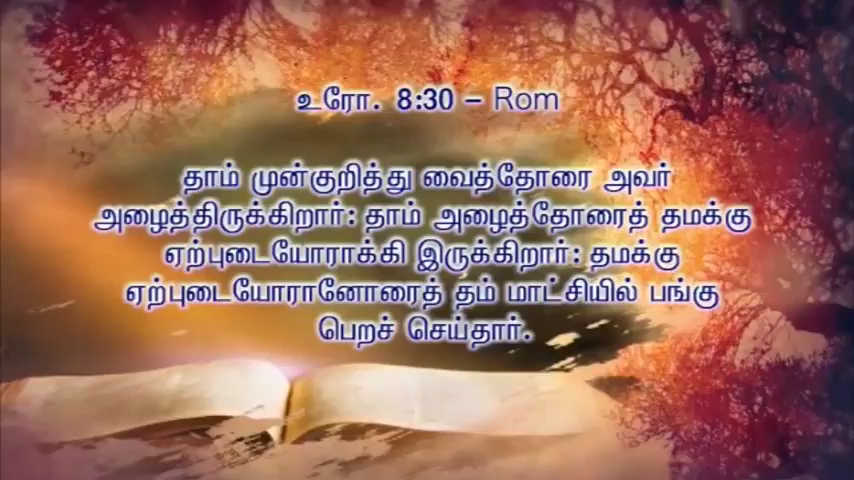 உரோ. 8:30 – Rom
தாம் முன்குறித்து வைத்தோரை அவர்
அழைத்திருக்கிறார்: தாம் அழைத்தோரைத் தமக்கு
ஏற்புடையோராக்கி இருக்கிறார்: தமக்கு
ஏற்புடையோரானோரைத் தம் மாட்சியில் பங்கு
பெறச் செய்தார்.